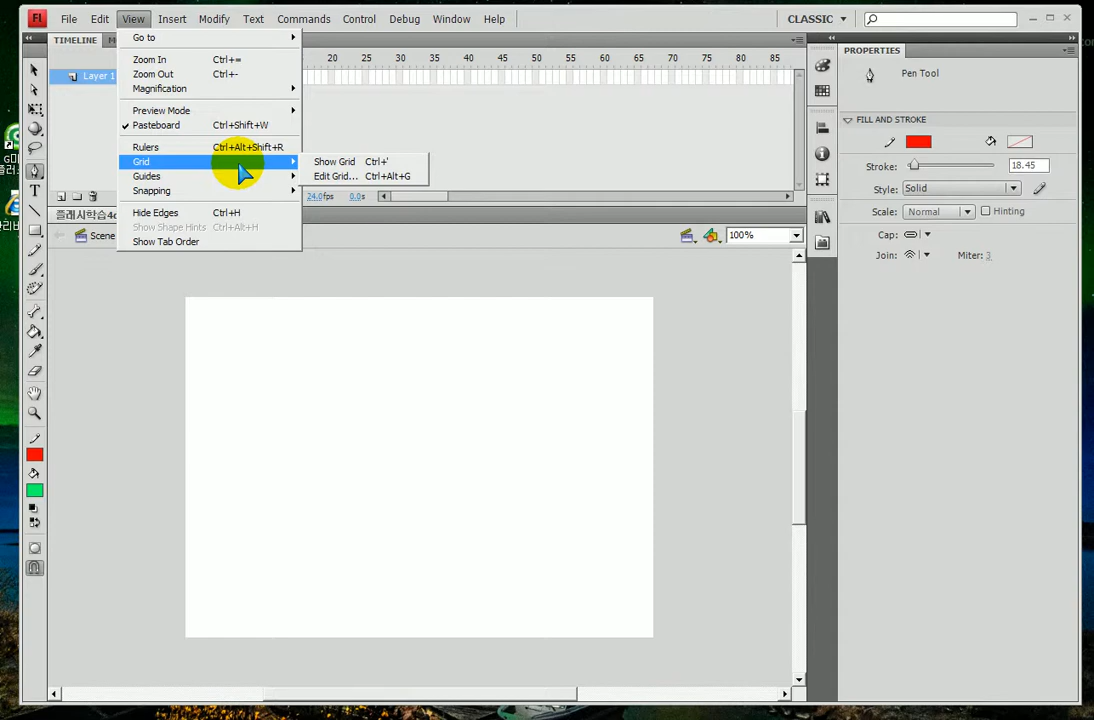 Fl File Edit View Insert Modify Text Commands Control Debug Window Help CLASSIC
TIMELINE
PROPERTIES
Go to
Zoom In Ctrl+=
Zoom Out Ctrl+-
Magnification
Preview Mode
Pasteboard Ctrl+Shift+W
Rulers Ctrl+Alt+Shift+R
Grid
Guides
Snapping
Hide Edges Ctrl+H
Show Shape Hints Ctrl+Alt+H
Show Tab Order
Show Grid Ctrl+'
Edit Grid... Ctrl+Alt+G
20 25 30 35 40 45 50 55 60 65 70 75 80 85
Layer 1
24.0fps 0.0s
Scene
100%
Pen Tool
FILL AND STROKE
Stroke: 18.45
Style: Solid
Scale: Normal Hinting
Cap:
Join: Miter: 3